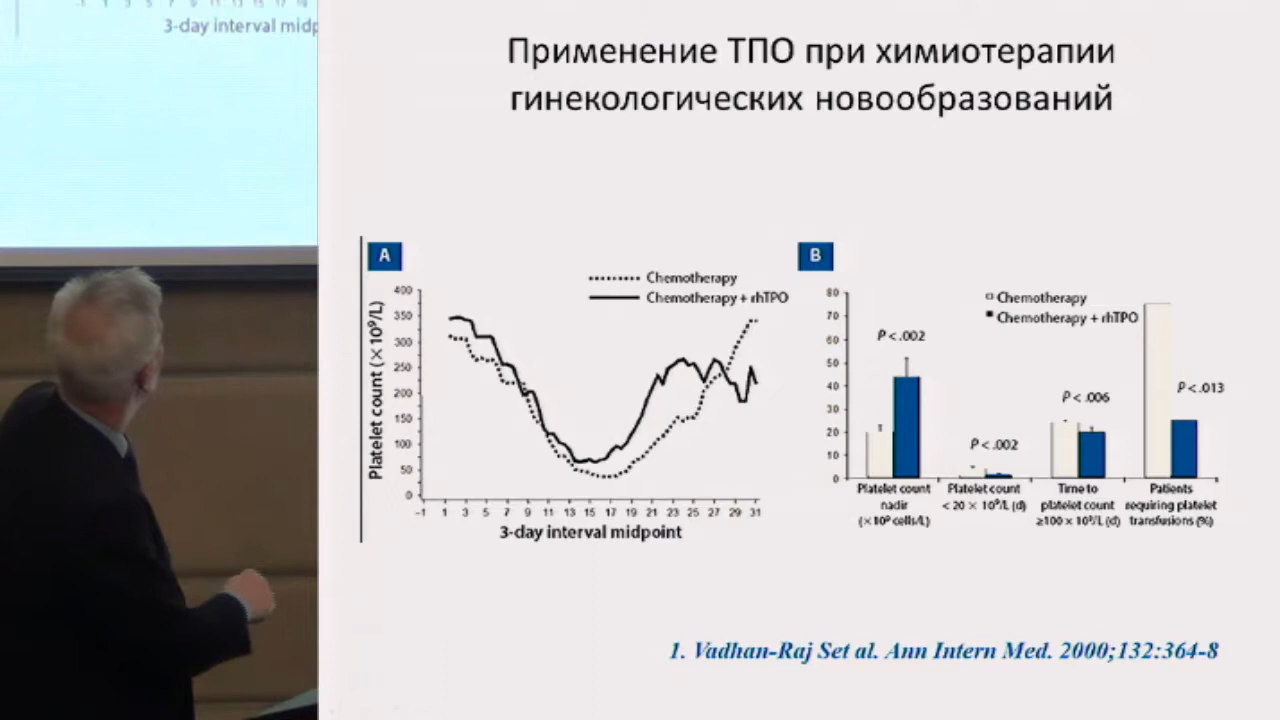 3-day interval midp
Применение ТПО при химиотерапии
гинекологических новообразований
A
Chemotherapy
Chemotherapy + rhTPO
Platelet count (×10⁹/L)
400
350
300
250
200
150
100
50
0
-1 1 3 5 7 9 11 13 15 17 19 21 23 25 27 29 31
3-day interval midpoint
B
Chemotherapy
Chemotherapy + rhTPO
80
70
60
50
40
30
20
10
0
P<.002
P<.002
P<.006
P<.013
Platelet count
nadir
(×10⁹ cells/L)
Platelet count
<20 × 10⁹/L (d)
Time to
platelet count
≥100 × 10⁹/L (d)
Patients
requiring platelet
transfusions (%)
1. Vadhan-Raj Set al. Ann Intern Med. 2000;132:364-8